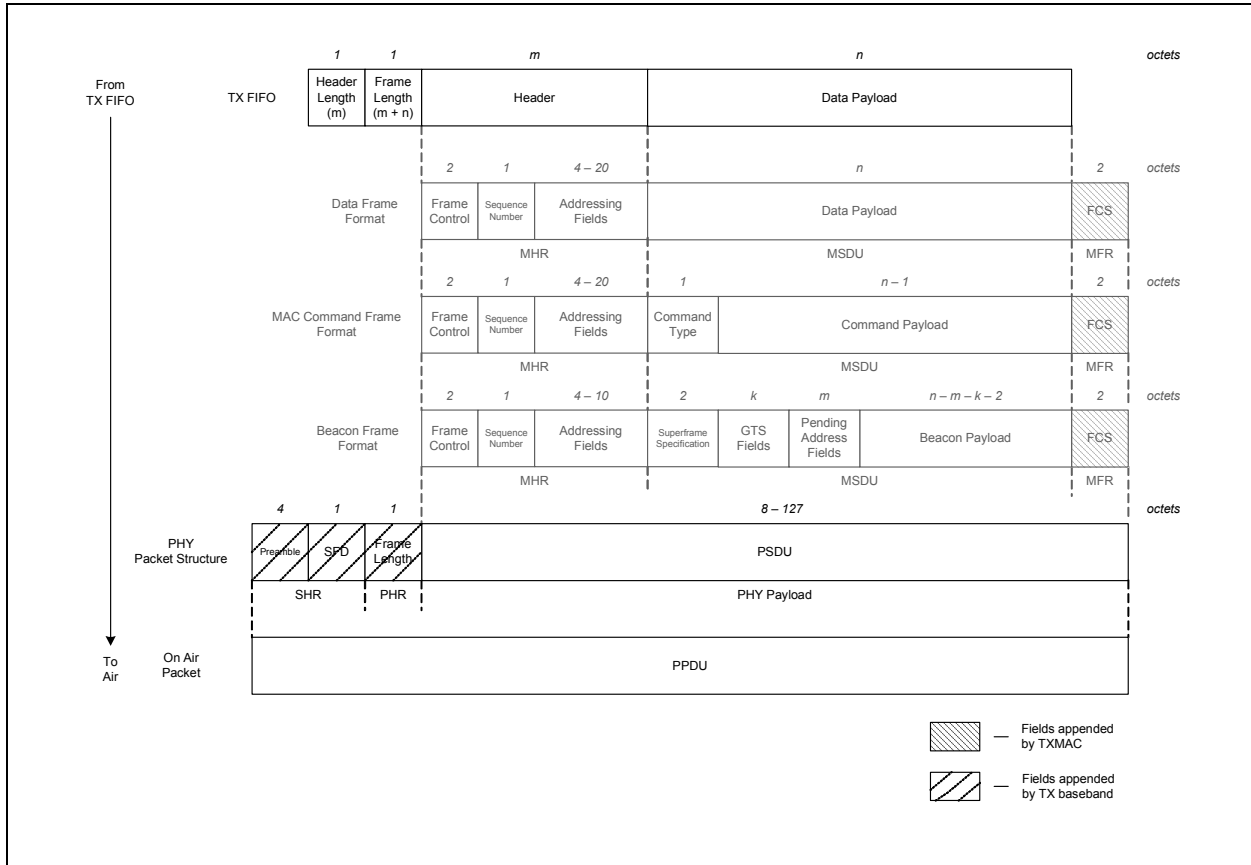 1 1 m n octets
From
TX FIFO
TX FIFO
Header
Length
(m)
Frame
Length
(m + n)
Header
Data Payload
2 1 4 – 20 n 2 octets
Data Frame
Format
Frame
Control
Sequence
Number
Addressing
Fields
Data Payload
FCS
MHR MSDU MFR
2 1 4 – 20 1 n – 1 2 octets
MAC Command Frame
Format
Frame
Control
Sequence
Number
Addressing
Fields
Command
Type
Command Payload
FCS
MHR MSDU MFR
2 1 4 – 10 2 k m n – m – k – 2 2 octets
Beacon Frame
Format
Frame
Control
Sequence
Number
Addressing
Fields
Superframe
Specification
GTS
Fields
Pending
Address
Fields
Beacon Payload
FCS
MHR MSDU MFR
4 1 1 8 – 127 octets
PHY
Packet Structure
Preamble
SFD
Frame
Length
PSDU
SHR PHR PHY Payload
To
Air
On Air
Packet
PPDU
— Fields appended
by TXMAC
— Fields appended
by TX baseband